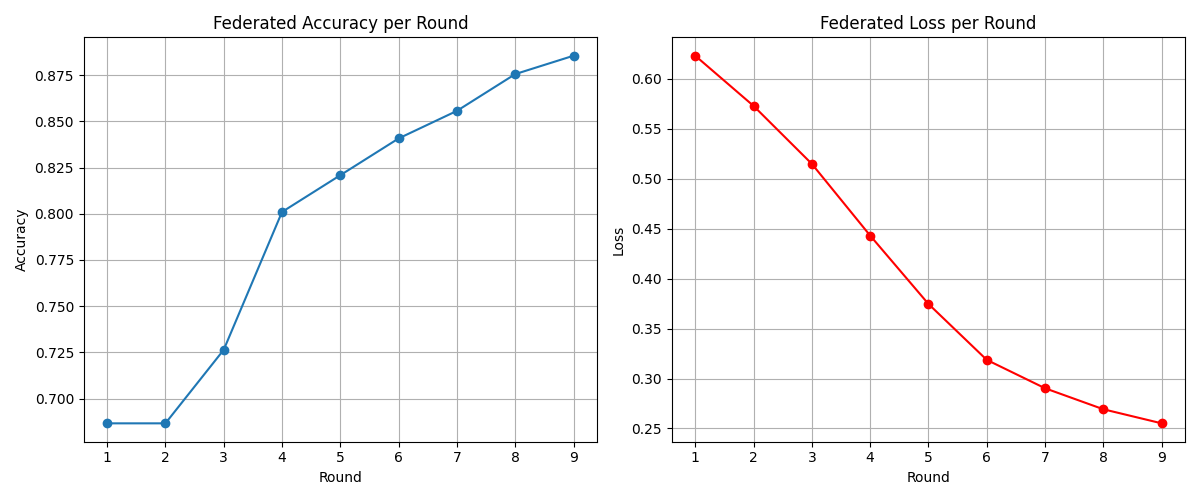 Federated Accuracy per Round
Accuracy
0.875
0.850
0.825
0.800
0.775
0.750
0.725
0.700
1 2 3 4 5 6 7 8 9
Round
Federated Loss per Round
Loss
0.60
0.55
0.50
0.45
0.40
0.35
0.30
0.25
1 2 3 4 5 6 7 8 9
Round